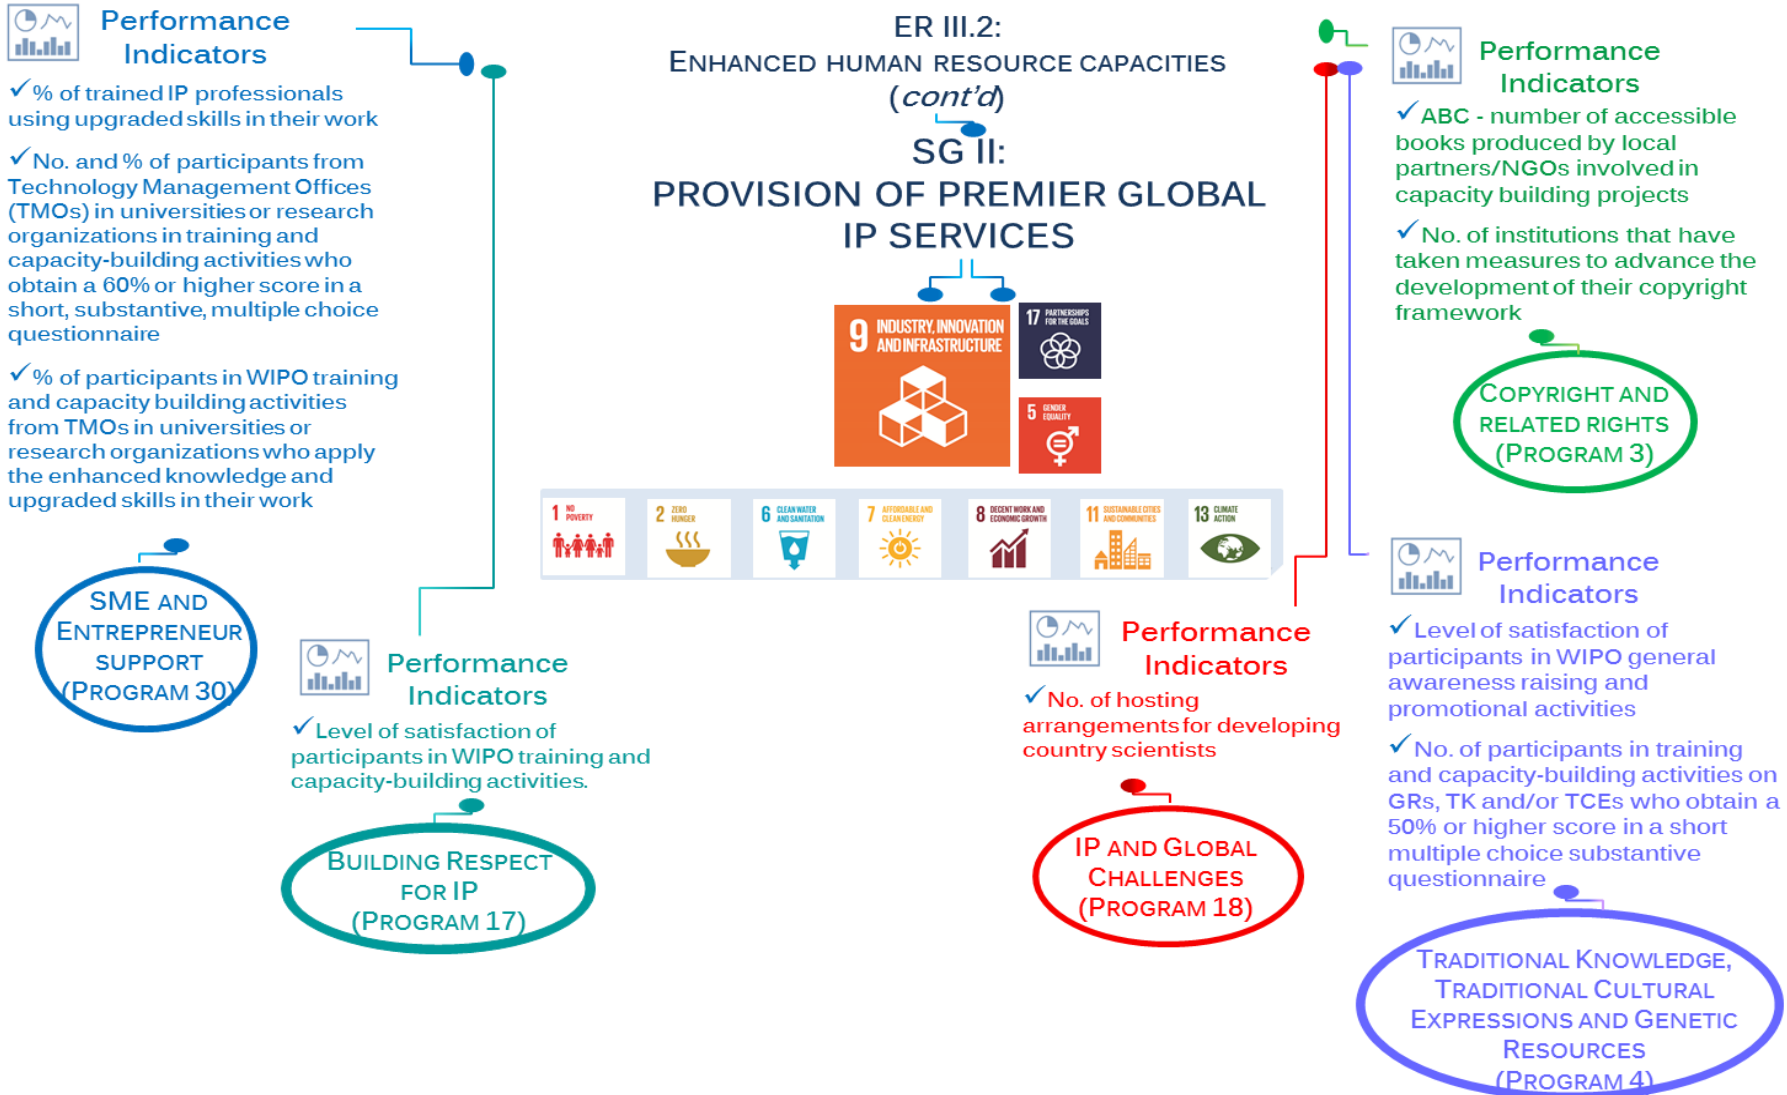 Performance
Indicators
✓% of trained IP professionals
using upgraded skills in their work
✓No. and % of participants from
Technology Management Offices
(TMOs) in universities or research
organizations in training and
capacity-building activities who
obtain a 60% or higher score in a
short, substantive, multiple choice
questionnaire
✓% of participants in WIPO training
and capacity building activities
from TMOs in universities or
research organizations who apply
the enhanced knowledge and
upgraded skills in their work
SME AND
ENTREPRENEUR
SUPPORT
(PROGRAM 30)
Performance
Indicators
✓Level of satisfaction of
participants in WIPO training and
capacity-building activities.
BUILDING RESPECT
FOR IP
(PROGRAM 17)
ER III.2:
ENHANCED HUMAN RESOURCE CAPACITIES
(cont'd)
SG II:
PROVISION OF PREMIER GLOBAL
IP SERVICES
9 INDUSTRY, INNOVATION
AND INFRASTRUCTURE
17 PARTNERSHIPS
FOR THE GOALS
5 GENDER
EQUALITY
1 NO
POVERTY
2 ZERO
HUNGER
6 CLEAN WATER
AND SANITATION
7 AFFORDABLE AND
CLEAN ENERGY
8 DECENT WORK AND
ECONOMIC GROWTH
11 SUSTAINABLE CITIES
AND COMMUNITIES
13 CLIMATE
ACTION
Performance
Indicators
✓No. of hosting
arrangements for developing
country scientists
IP AND GLOBAL
CHALLENGES
(PROGRAM 18)
Performance
Indicators
✓ABC - number of accessible
books produced by local
partners/NGOs involved in
capacity building projects
✓No. of institutions that have
taken measures to advance the
development of their copyright
framework
COPYRIGHT AND
RELATED RIGHTS
(PROGRAM 3)
Performance
Indicators
✓Level of satisfaction of
participants in WIPO general
awareness raising and
promotional activities
✓No. of participants in training
and capacity-building activities on
GRs, TK and/or TCEs who obtain a
50% or higher score in a short
multiple choice substantive
questionnaire
TRADITIONAL KNOWLEDGE,
TRADITIONAL CULTURAL
EXPRESSIONS AND GENETIC
RESOURCES
(PROGRAM 4)